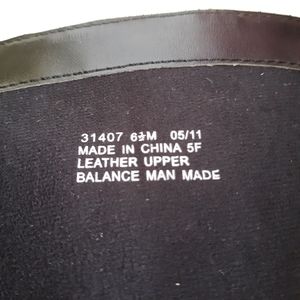 31407 6½M 05/11
MADE IN CHINA 5F
LEATHER UPPER
BALANCE MAN MADE